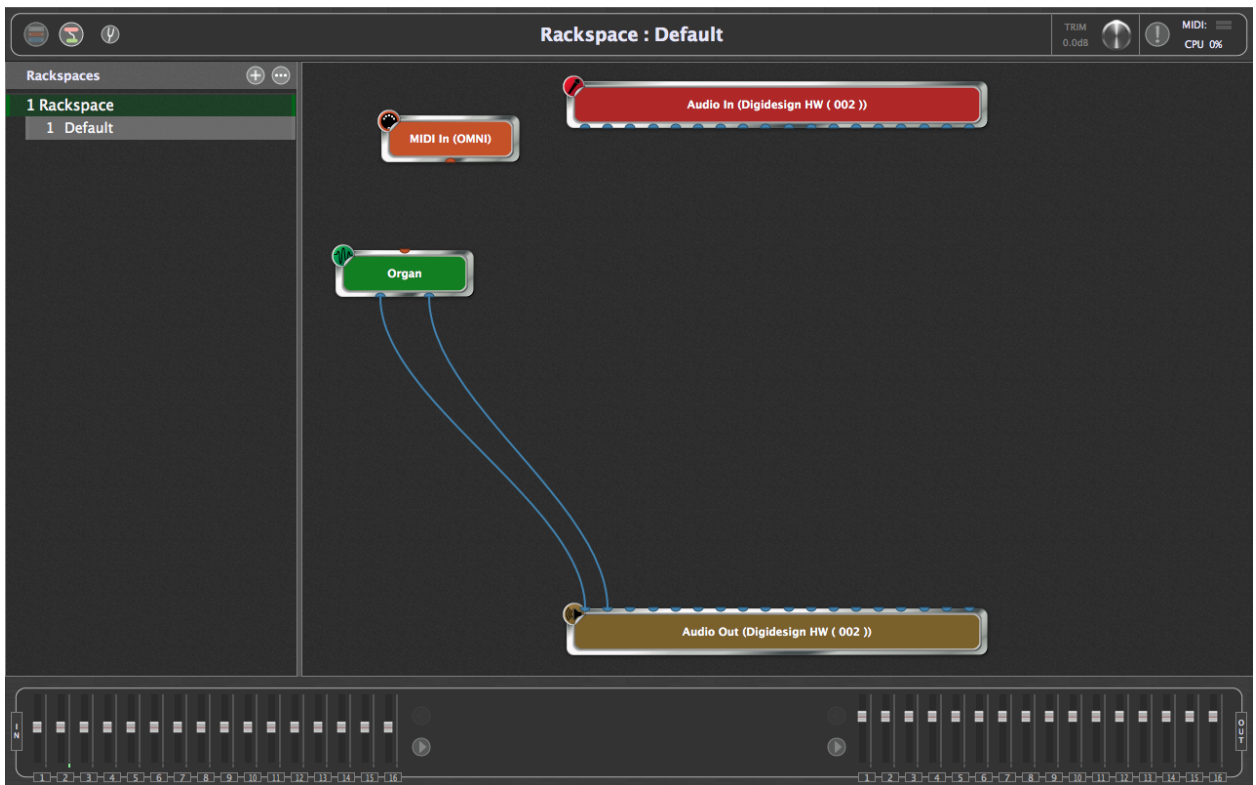 Rackspace : Default
TRIM
0.0dB
MIDI:
CPU 0%
Rackspaces
1 Rackspace
1 Default
Audio In (Digidesign HW ( 002 ))
MIDI In (OMNI)
Organ
Audio Out (Digidesign HW ( 002 ))
IN
1 2 3 4 5 6 7 8 9 10 11 12 13 14 15 16
1 2 3 4 5 6 7 8 9 10 11 12 13 14 15 16
OUT